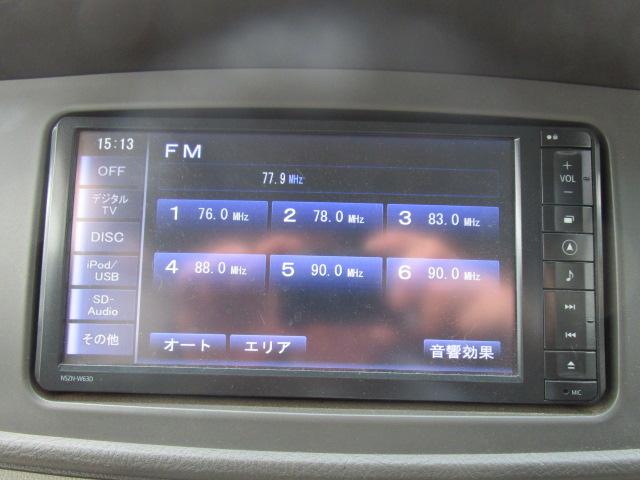 15:13
FM
77.9 MHz
OFF
デジタル
TV
DISC
iPod/
USB
SD-
Audio
その他
1 76.0 MHz
2 78.0 MHz
3 83.0 MHz
4 88.0 MHz
5 90.0 MHz
6 90.0 MHz
オート
エリア
音響効果
NSZN-W63D
+
VOL
−
MIC